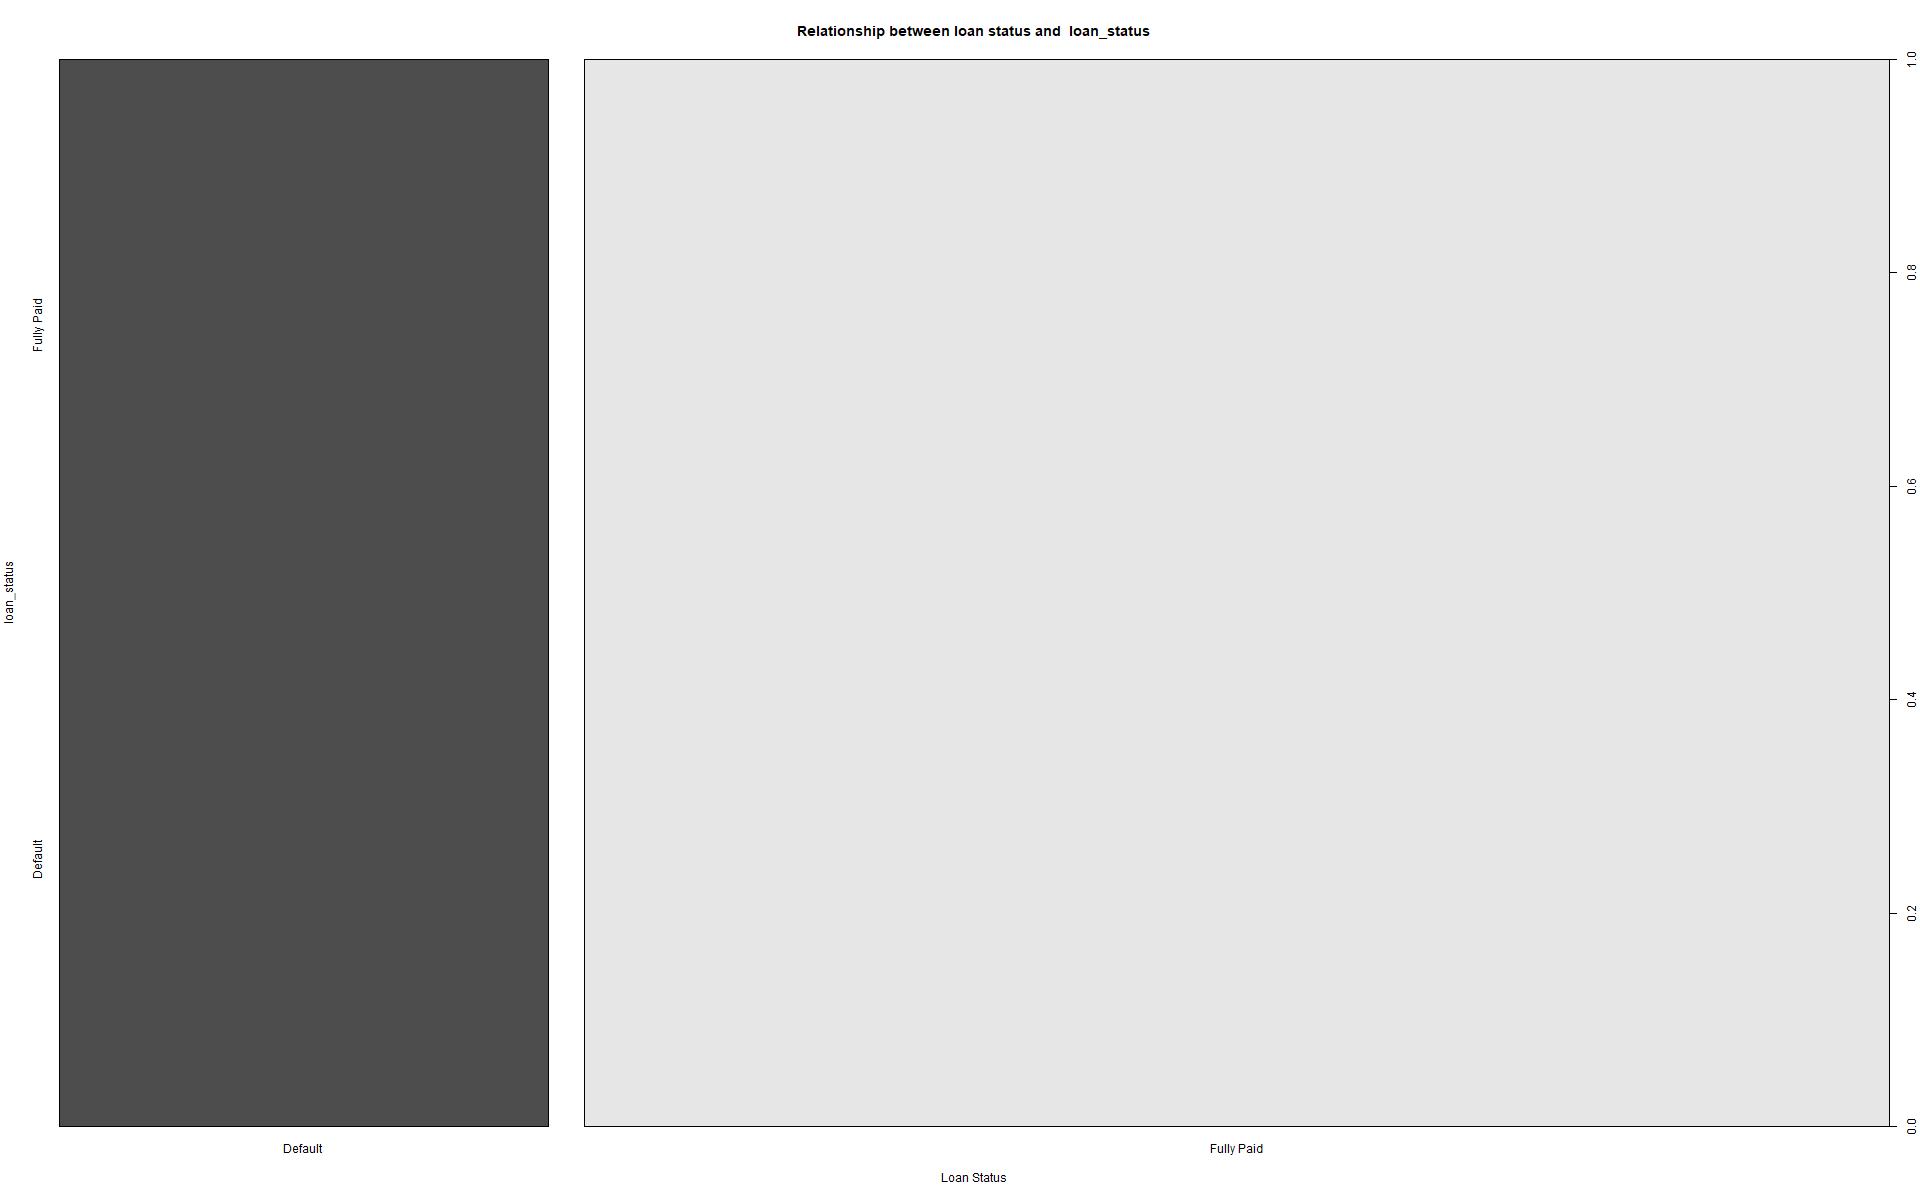 Relationship between loan status and  loan_status
1.0
0.8
0.6
0.4
0.2
0.0
Fully Paid
Default
loan_status
Default
Fully Paid
Loan Status